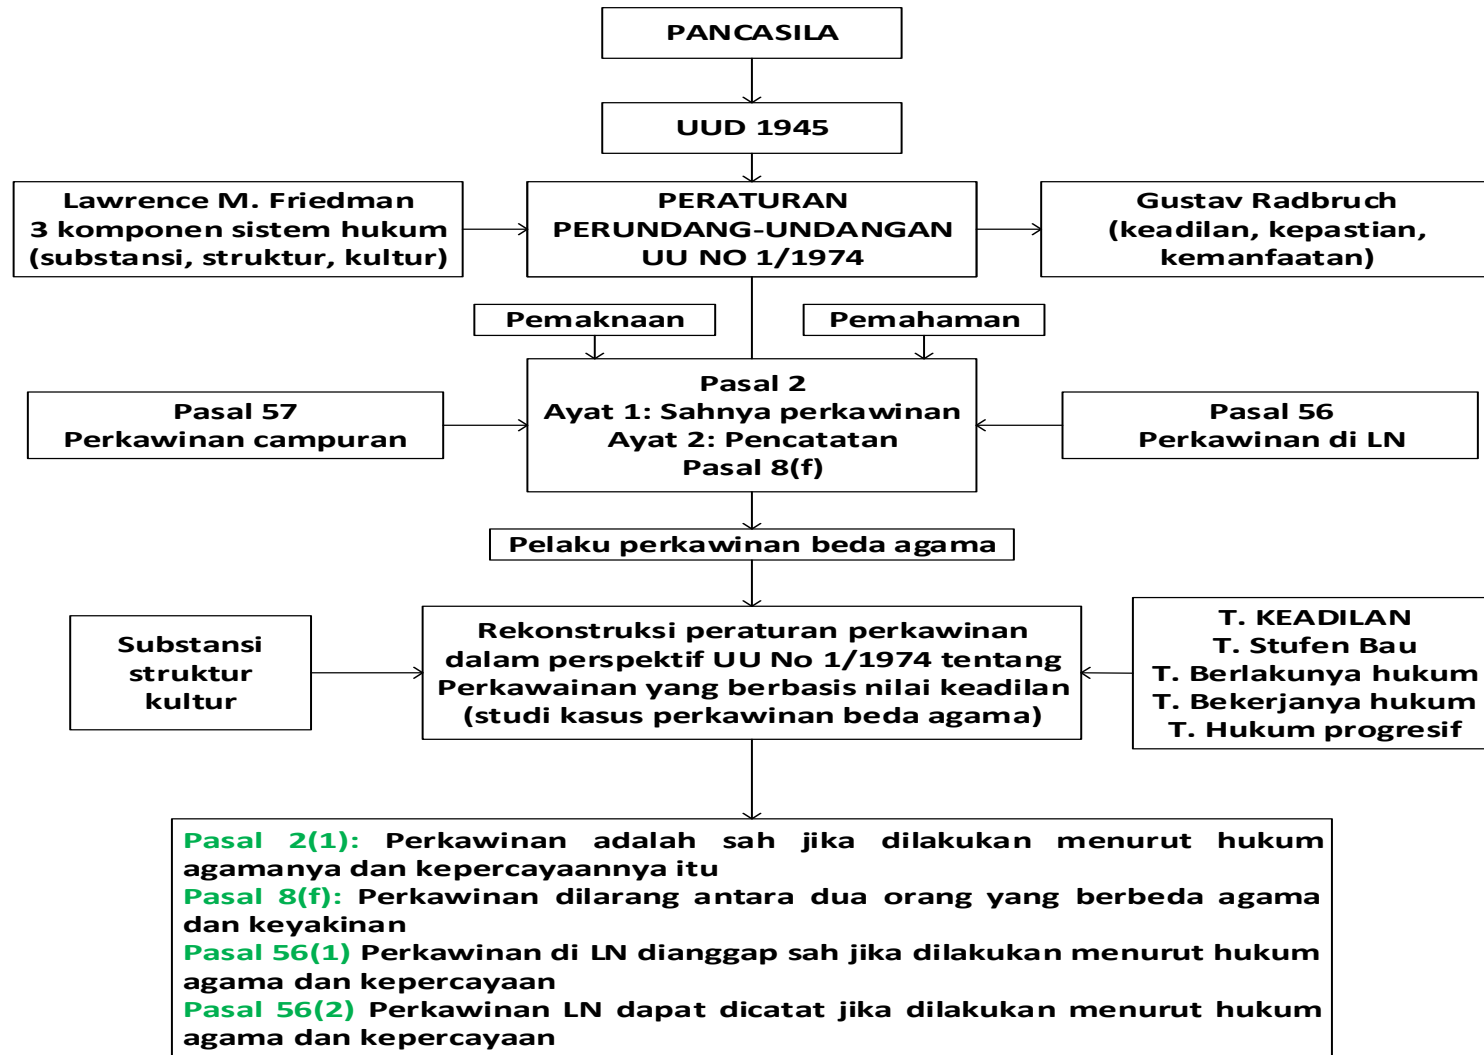 PANCASILA
UUD 1945
Lawrence M. Friedman
3 komponen sistem hukum
(substansi, struktur, kultur)
PERATURAN
PERUNDANG-UNDANGAN
UU NO 1/1974
Gustav Radbruch
(keadilan, kepastian,
kemanfaatan)
Pemaknaan
Pemahaman
Pasal 57
Perkawinan campuran
Pasal 2
Ayat 1: Sahnya perkawinan
Ayat 2: Pencatatan
Pasal 8(f)
Pasal 56
Perkawinan di LN
Pelaku perkawinan beda agama
Substansi
struktur
kultur
Rekonstruksi peraturan perkawinan
dalam perspektif UU No 1/1974 tentang
Perkawainan yang berbasis nilai keadilan
(studi kasus perkawinan beda agama)
T. KEADILAN
T. Stufen Bau
T. Berlakunya hukum
T. Bekerjanya hukum
T. Hukum progresif
Pasal 2(1): Perkawinan adalah sah jika dilakukan menurut hukum
agamanya dan kepercayaannya itu
Pasal 8(f): Perkawinan dilarang antara dua orang yang berbeda agama
dan keyakinan
Pasal 56(1) Perkawinan di LN dianggap sah jika dilakukan menurut hukum
agama dan kepercayaan
Pasal 56(2) Perkawinan LN dapat dicatat jika dilakukan menurut hukum
agama dan kepercayaan